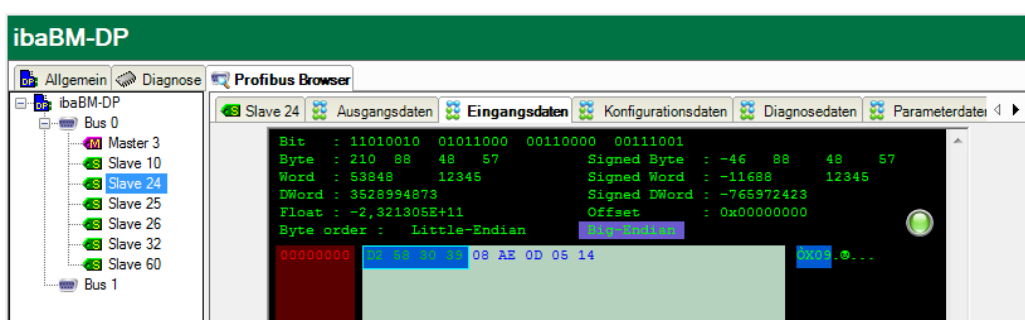 ibaBM-DP
Allgemein Diagnose Profibus Browser
ibaBM-DP
Bus 0
Master 3
Slave 10
Slave 24
Slave 25
Slave 26
Slave 32
Slave 60
Bus 1
Slave 24 Ausgangsdaten Eingangsdaten Konfigurationsdaten Diagnosedaten Parameterdaten
Bit : 11010010 01011000 00110000 00111001
Byte : 210 88 48 57 Signed Byte : -46 88 48 57
Word : 53848 12345 Signed Word : -11688 12345
DWord : 3528994873 Signed DWord : -765972423
Float : -2,321305E+11 Offset : 0x00000000
Byte order : Little-Endian Big-Endian
00000000 D2 58 30 39 08 AE 0D 05 14 ÒX09.®...